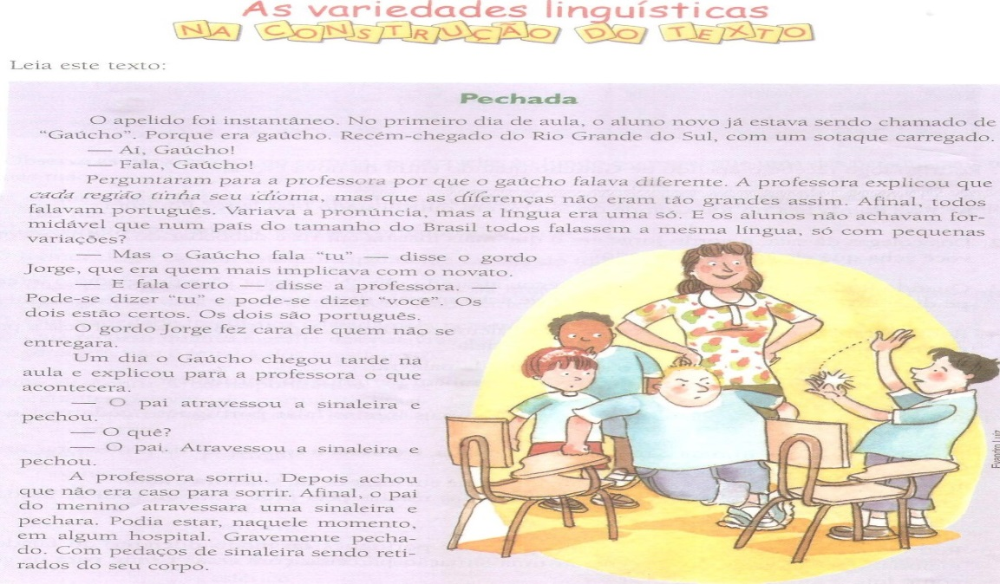 As variedades linguísticas
NA CONSTRUÇÃO DO TEXTO
Leia este texto:
Pechada
O apelido foi instantâneo. No primeiro dia de aula, o aluno novo já estava sendo chamado de
“Gaúcho”. Porque era gaúcho. Recém-chegado do Rio Grande do Sul, com um sotaque carregado.
— Aí, Gaúcho!
— Fala, Gaúcho!
Perguntaram para a professora por que o gaúcho falava diferente. A professora explicou que
cada região tinha seu idioma, mas que as diferenças não eram tão grandes assim. Afinal, todos
falavam português. Variava a pronúncia, mas a língua era uma só. E os alunos não achavam for-
midável que num país do tamanho do Brasil todos falassem a mesma língua, só com pequenas
variações?
— Mas o Gaúcho fala “tu” — disse o gordo
Jorge, que era quem mais implicava com o novato.
— E fala certo — disse a professora. —
Pode-se dizer “tu” e pode-se dizer “você”. Os
dois estão certos. Os dois são português.
O gordo Jorge fez cara de quem não se
entregara.
Um dia o Gaúcho chegou tarde na
aula e explicou para a professora o que
acontecera.
— O pai atravessou a sinaleira e
pechou.
— O quê?
— O pai. Atravessou a sinaleira e
pechou.
A professora sorriu. Depois achou
que não era caso para sorrir. Afinal, o pai
do menino atravessara uma sinaleira e
pechara. Podia estar, naquele momento,
em algum hospital. Gravemente pecha-
do. Com pedaços de sinaleira sendo reti-
rados do seu corpo.
Evandro Luiz